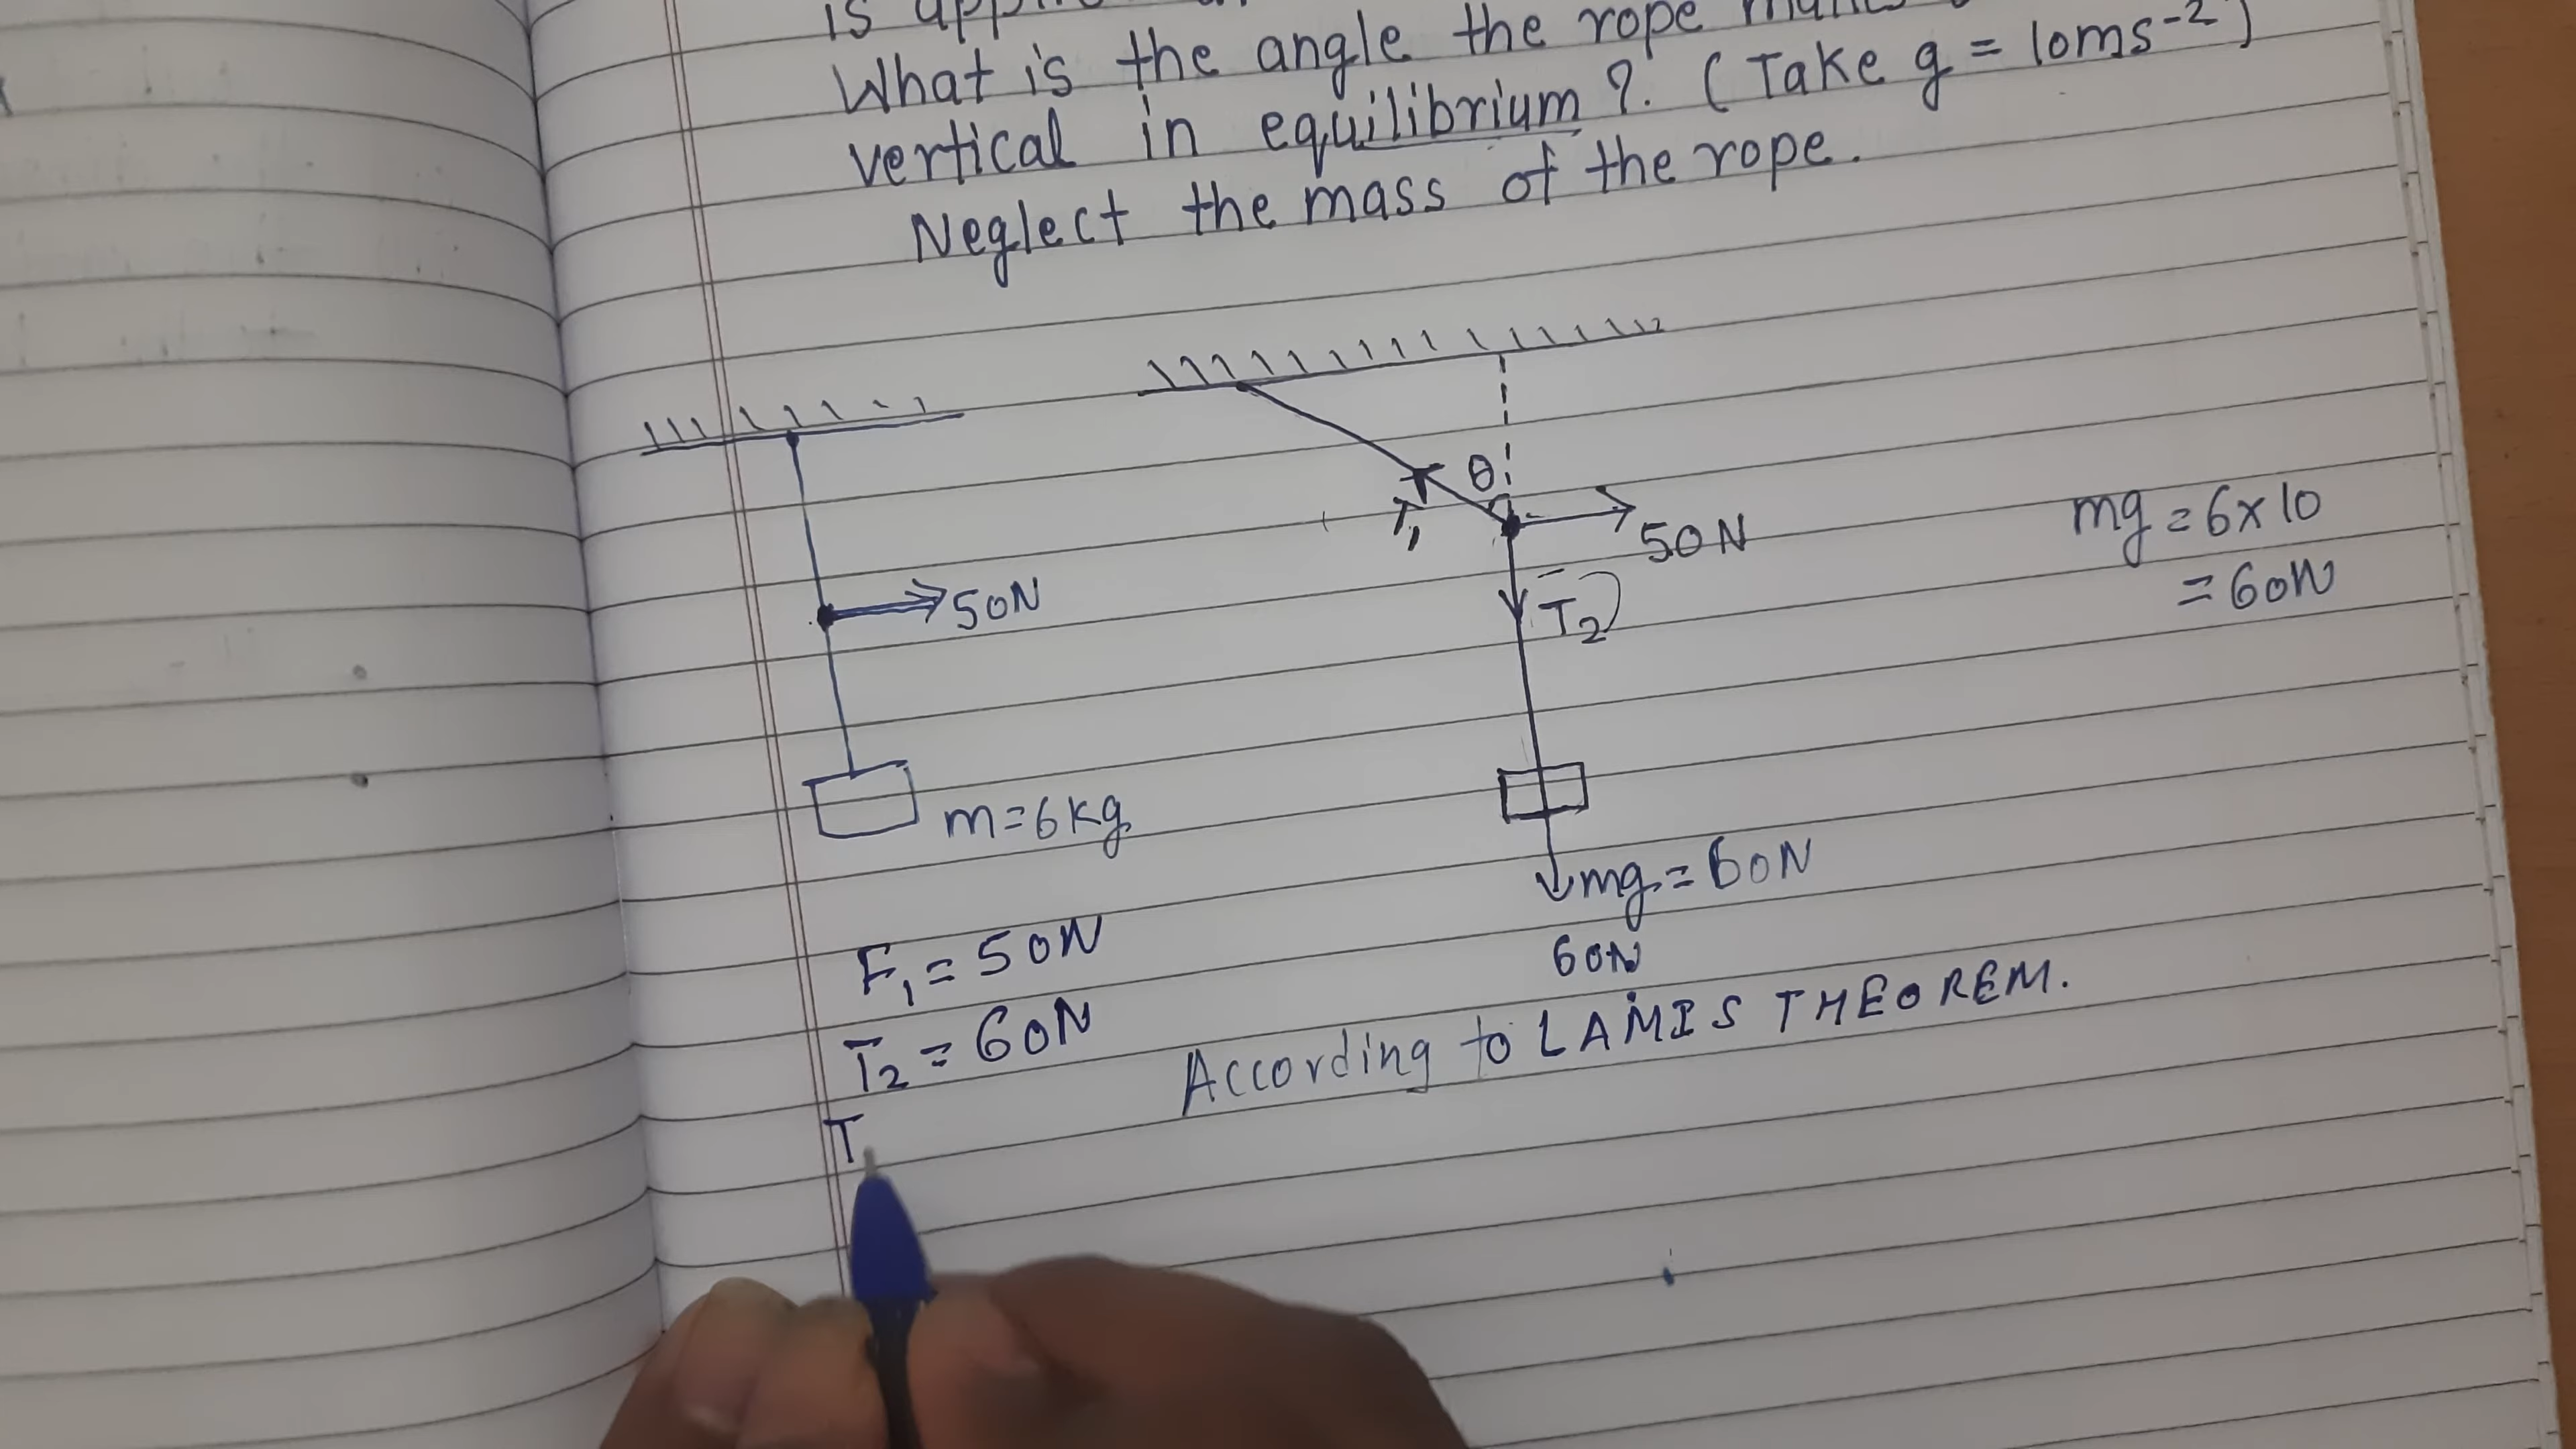 is
What is the angle the rope
vertical in equilibrium ?. (Take g = 10ms-2)
Neglect the mass of the rope.
θ
T1
50N
T2
mg = 6x10
= 60N
50N
m=6kg
mg = 60N
60N
F1 = 50N
T2 = 60N
According to LAMIS THEOREM.
T